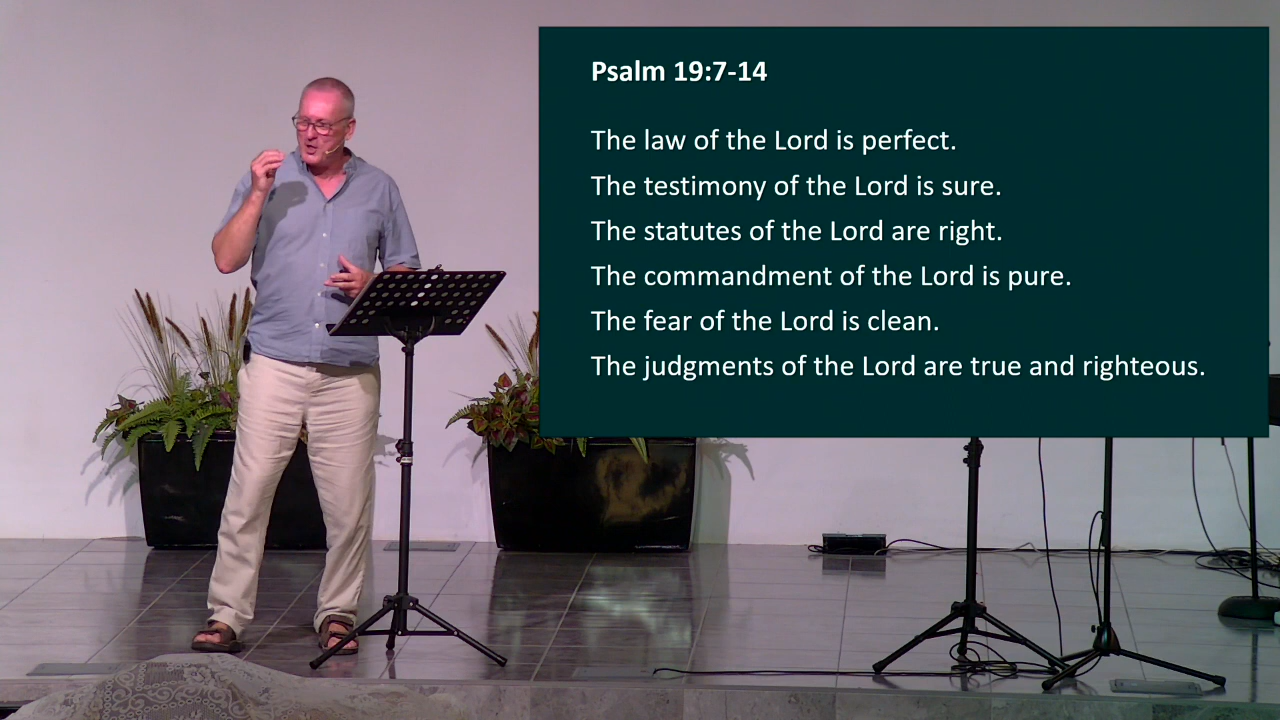 Psalm 19:7-14
The law of the Lord is perfect.
The testimony of the Lord is sure.
The statutes of the Lord are right.
The commandment of the Lord is pure.
The fear of the Lord is clean.
The judgments of the Lord are true and righteous.